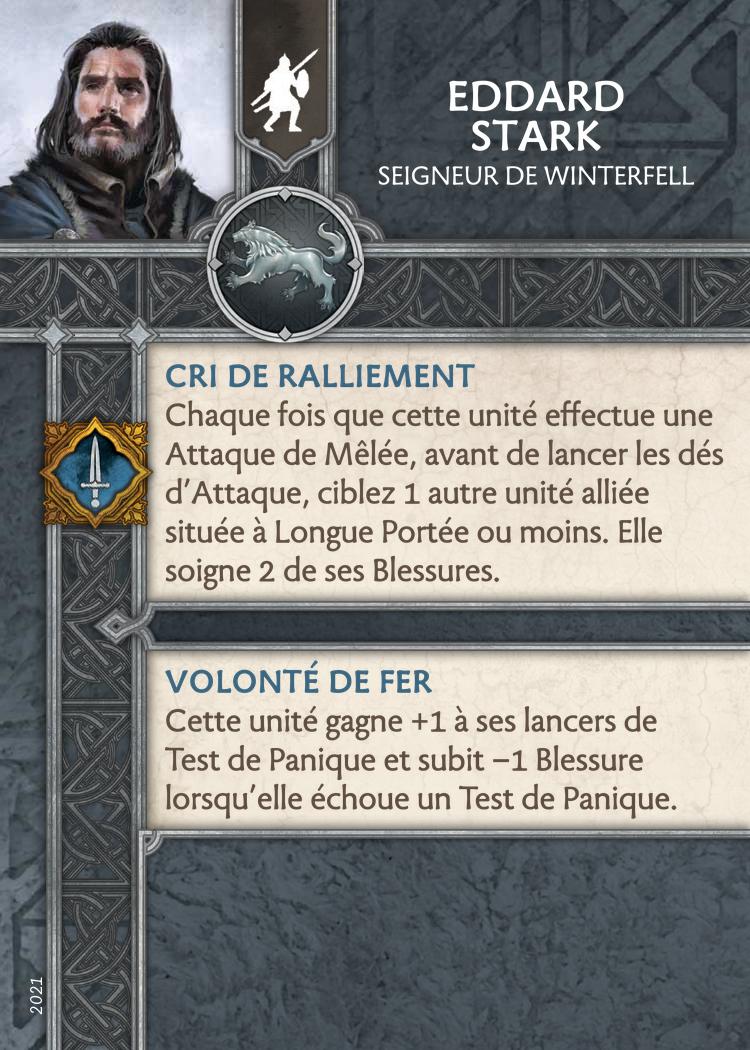 EDDARD
STARK
SEIGNEUR DE WINTERFELL
CRI DE RALLIEMENT
Chaque fois que cette unité effectue une
Attaque de Mêlée, avant de lancer les dés
d'Attaque, ciblez 1 autre unité alliée
située à Longue Portée ou moins. Elle
soigne 2 de ses Blessures.
VOLONTÉ DE FER
Cette unité gagne +1 à ses lancers de
Test de Panique et subit −1 Blessure
lorsqu'elle échoue un Test de Panique.
2021